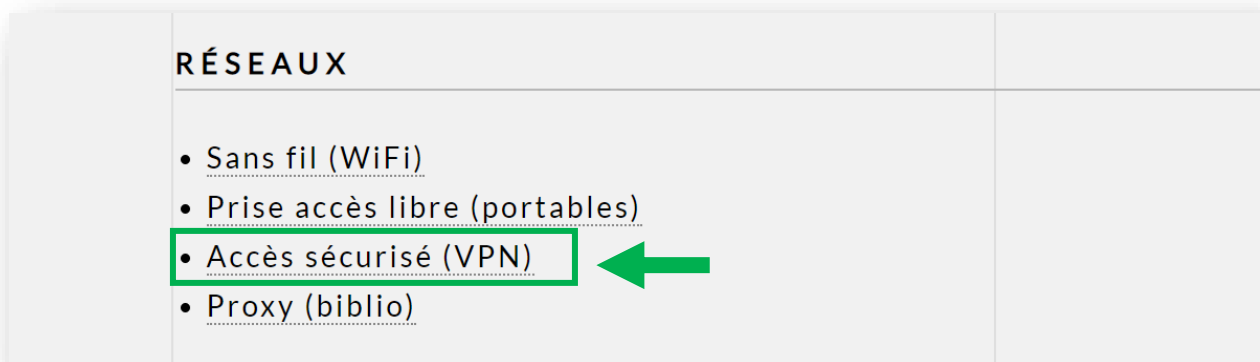 RÉSEAUX
• Sans fil (WiFi)
• Prise accès libre (portables)
• Accès sécurisé (VPN)
• Proxy (biblio)